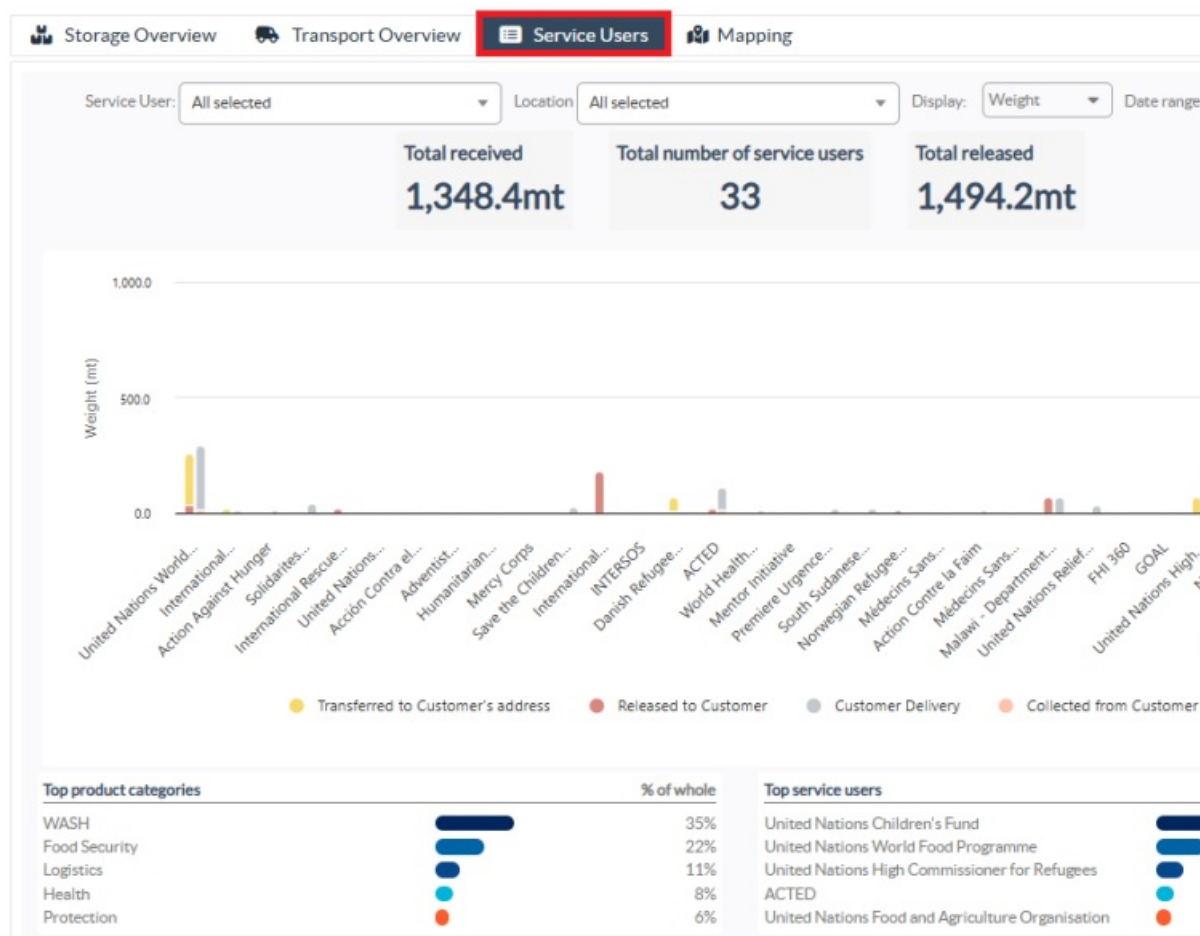 Storage Overview Transport Overview Service Users Mapping
Service User: All selected Location All selected Display: Weight Date range
Total received Total number of service users Total released
1,348.4mt 33 1,494.2mt
1,000.0
500.0
0.0
Weight (mt)
United Nations World...
International...
Action Against Hunger
Solidarites...
International Rescue...
United Nations...
Acción Contra el...
Adventist...
Humanitarian...
Mercy Corps
Save the Children...
International...
INTERSOS
Danish Refugee...
ACTED
World Health...
Mentor Initiative
Premiere Urgence...
South Sudanese...
Norwegian Refugee...
Médecins Sans...
Action Contre la Faim
Médecins Sans...
Malawi - Department...
United Nations Relief...
FHI 360
GOAL
United Nations High...
Transferred to Customer's address Released to Customer Customer Delivery Collected from Customer
Top product categories % of whole
WASH 35%
Food Security 22%
Logistics 11%
Health 8%
Protection 6%
Top service users
United Nations Children's Fund
United Nations World Food Programme
United Nations High Commissioner for Refugees
ACTED
United Nations Food and Agriculture Organisation